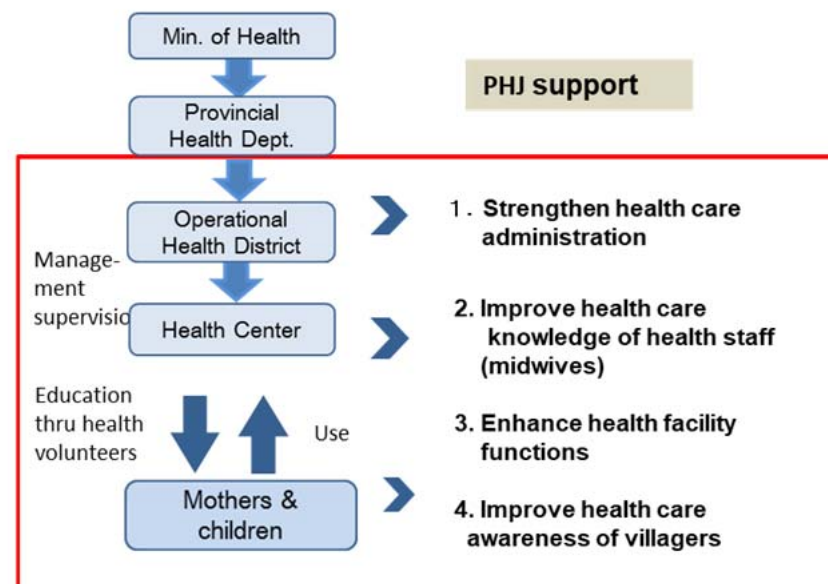 Min. of Health
PHJ support
Provincial
Health Dept.
Operational
Health District
1. Strengthen health care
administration
Manage-
ment
supervisio
Health Center
2. Improve health care
knowledge of health staff
(midwives)
Education
thru health
volunteers
Use
3. Enhance health facility
functions
Mothers &
children
4. Improve health care
awareness of villagers